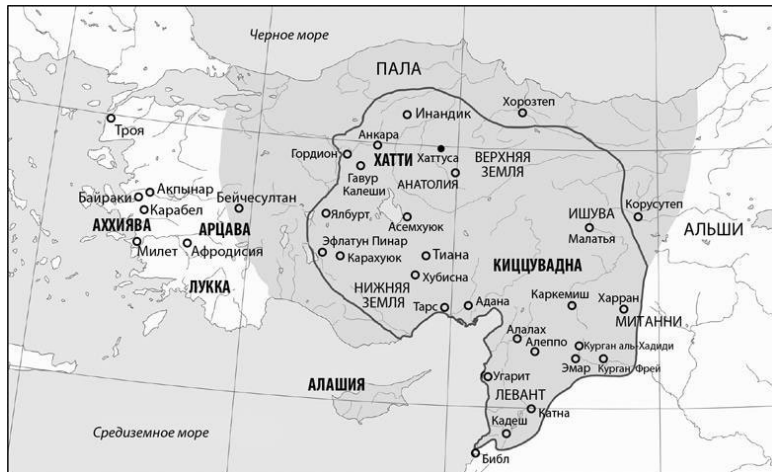 Черное море
ПАЛА
Хорозтеп
Инандик
Троя
Анкара
Гордион
ХАТТИ
Хаттуса
ВЕРХНЯЯ
ЗЕМЛЯ
Гавур
Калеши
АНАТОЛИЯ
Акпынар
Байраки
Карабел
Бейчесултан
Ялбурт
Асемхуюк
ИШУВА
Корусутеп
АХХИЯВА
АРЦАВА
Малатья
АЛЬШИ
Милет
Афродисия
Эфлатун Пинар
Карахуюк
Тиана
КИЦЦУВАДНА
Хубисна
ЛУККА
НИЖНЯЯ
ЗЕМЛЯ
Тарс
Адана
Каркемиш
Харран
МИТАННИ
Алалах
Алеппо
Курган аль-Хадиди
Эмар
Курган Фрей
АЛАШИЯ
Угарит
ЛЕВАНТ
Катна
Кадеш
Средиземное море
Библ